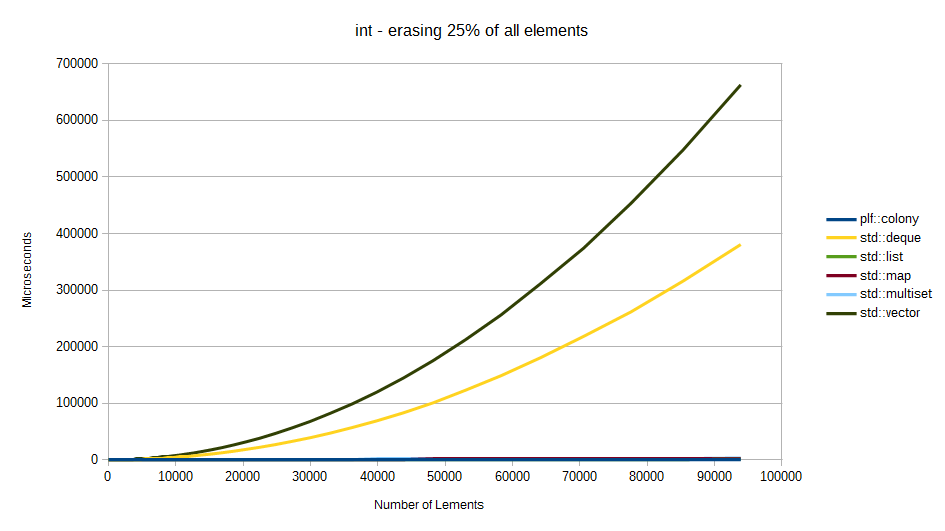 int - erasing 25% of all elements
700000
600000
500000
400000
300000
200000
100000
0
Microseconds
0 10000 20000 30000 40000 50000 60000 70000 80000 90000 100000
Number of Lements
plf::colony
std::deque
std::list
std::map
std::multiset
std::vector